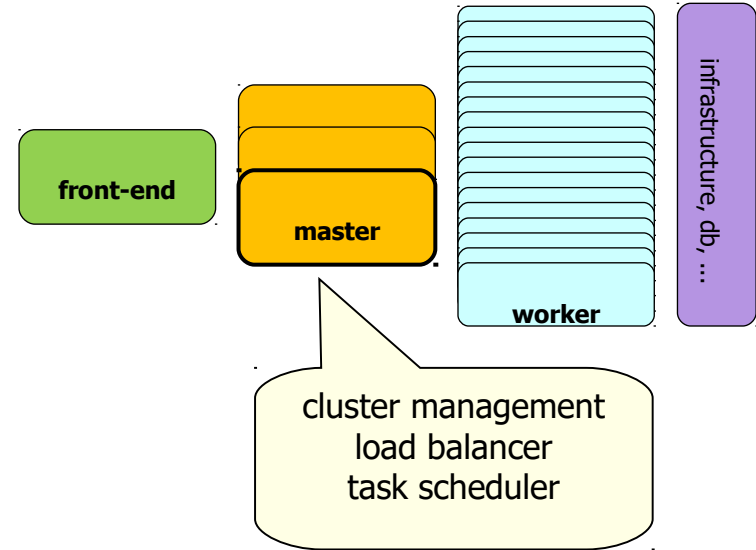 front-end
master
worker
infrastructure, db, ...
cluster management
load balancer
task scheduler